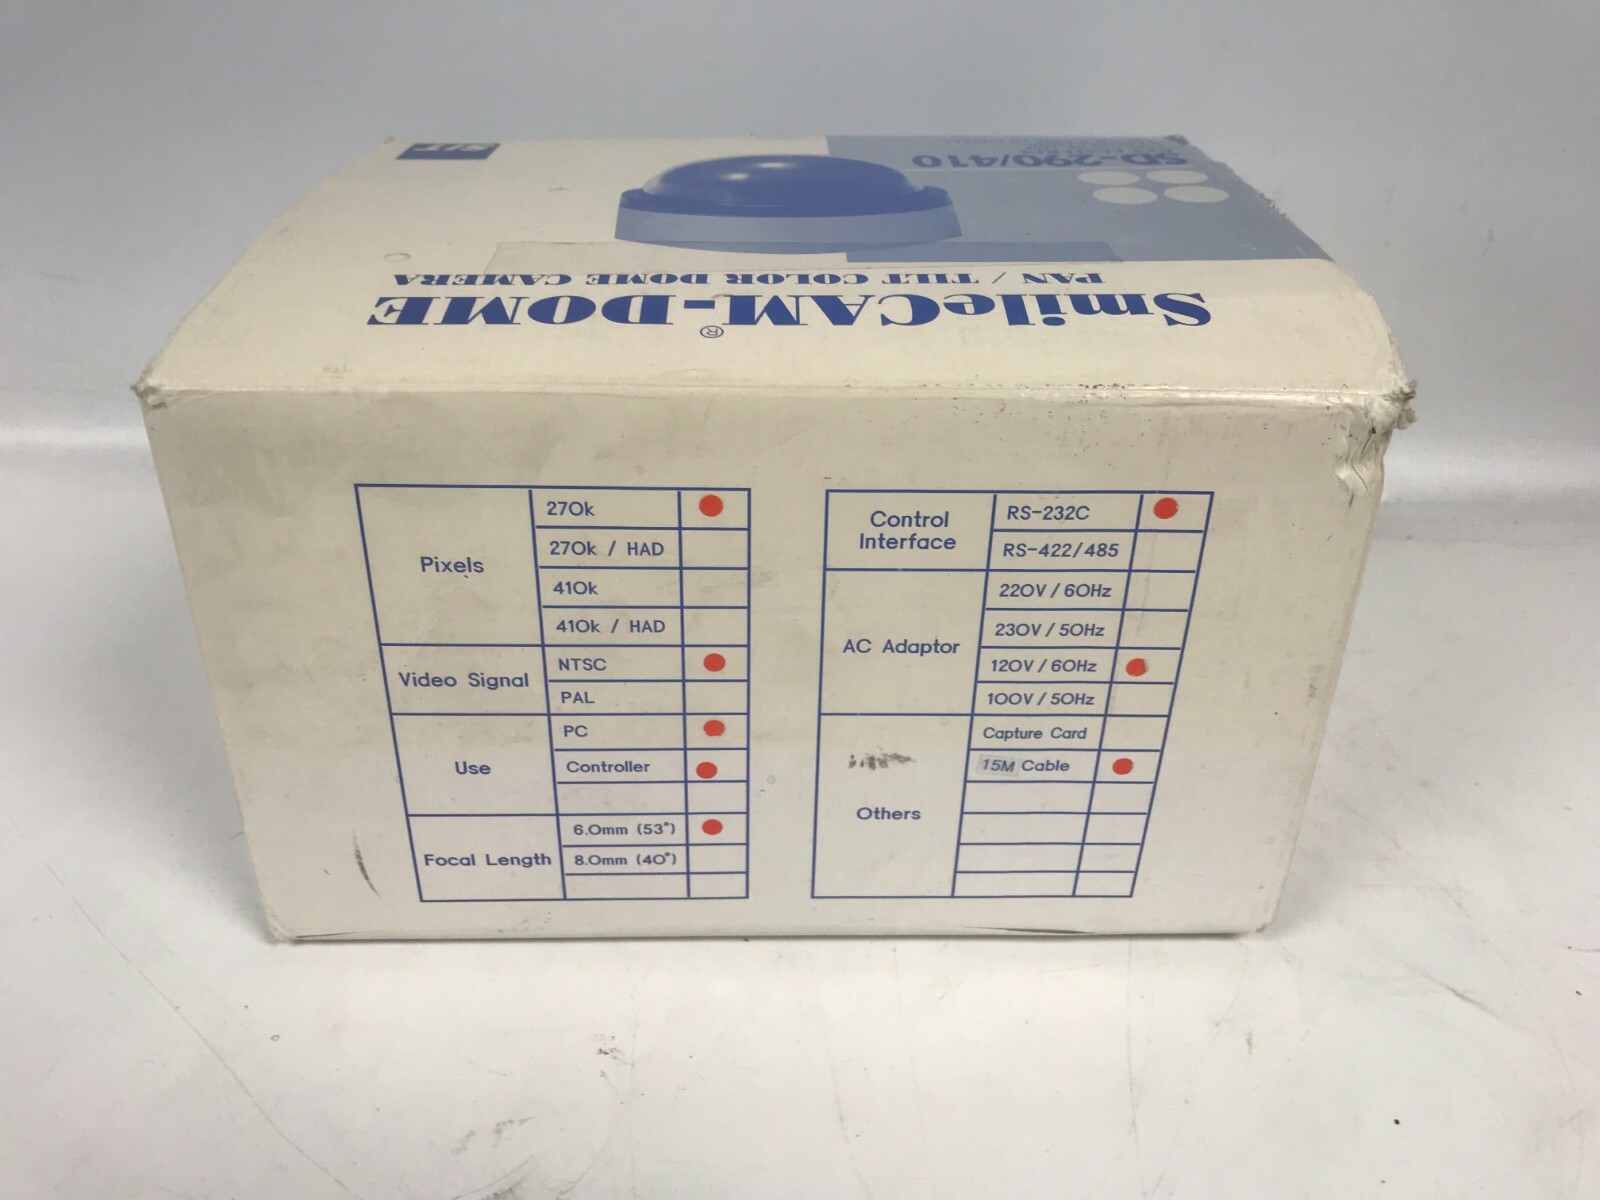 SIT
SD-290/410
SmileCAM®-DOME
PAN / TILT COLOR DOME CAMERA
Pixels
270k
270k / HAD
410k
410k / HAD
Video Signal
NTSC
PAL
Use
PC
Controller
Focal Length
6.0mm (53°)
8.0mm (40°)
Control
Interface
RS-232C
RS-422/485
AC Adaptor
220V / 60Hz
230V / 50Hz
120V / 60Hz
100V / 50Hz
Others
Capture Card
15M Cable